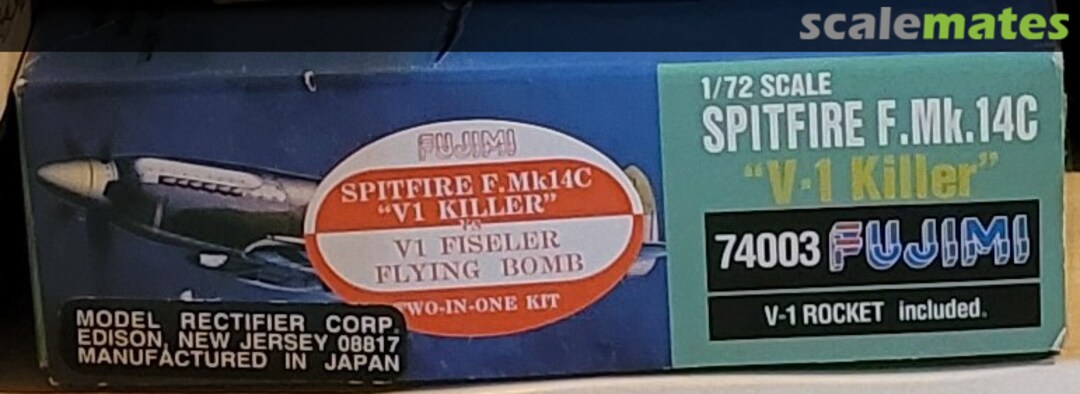 scalemates
FUJIMI
SPITFIRE F.Mk14C
"V1 KILLER"
VS
V1 FISELER
FLYING BOMB
TWO-IN-ONE KIT
MODEL RECTIFIER CORP.
EDISON, NEW JERSEY 08817
MANUFACTURED IN JAPAN
1/72 SCALE
SPITFIRE F.Mk.14C
"V-1 Killer"
74003 FUJIMI
V-1 ROCKET included.